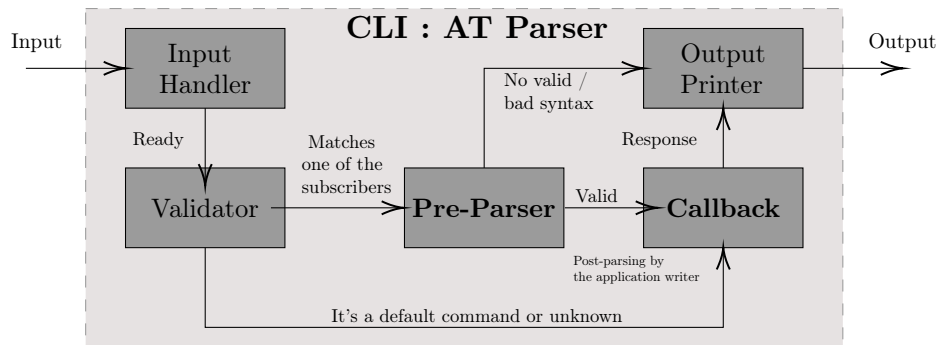 CLI : AT Parser
Input
Input
Handler
Output
Printer
Output
No valid /
bad syntax
Ready
Matches
one of the
subscribers
Response
Validator
Pre-Parser
Valid
Callback
Post-parsing by
the application writer
It's a default command or unknown